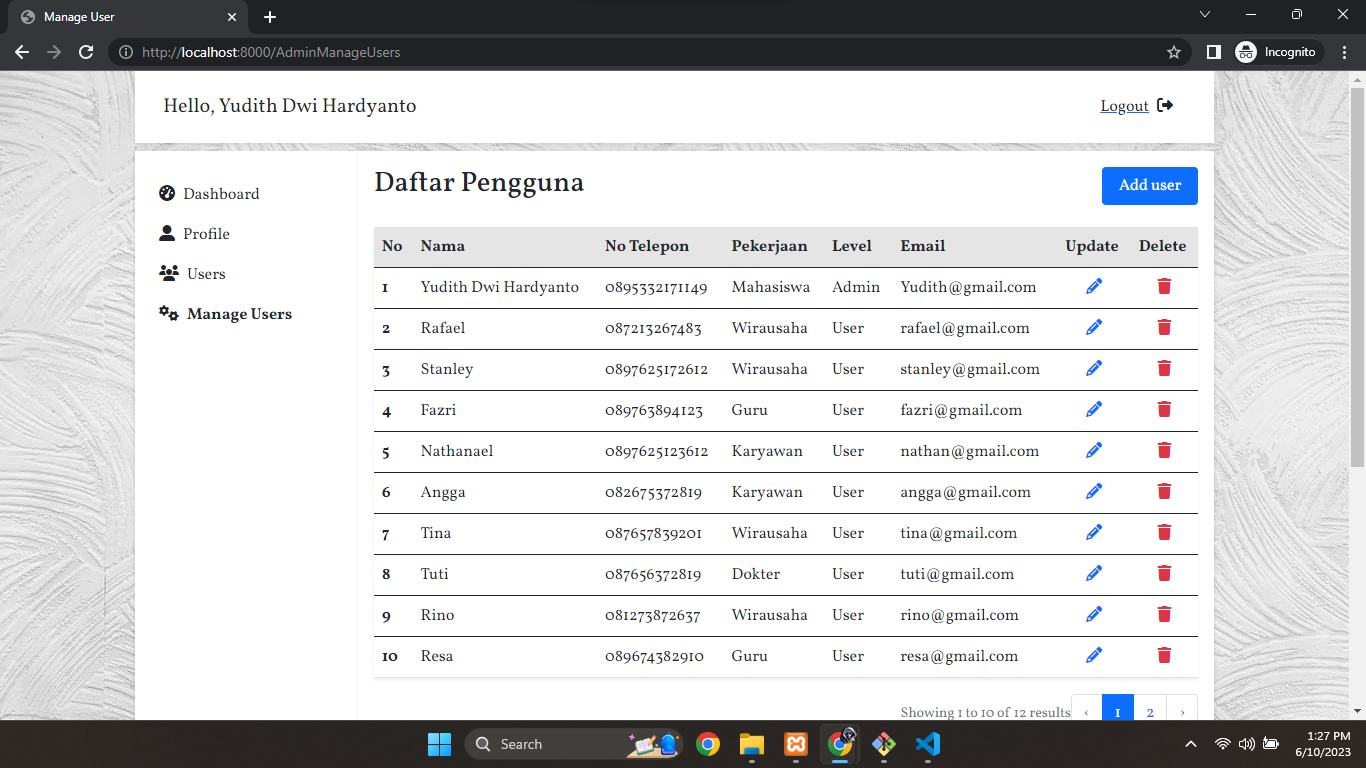 Manage User
http://localhost:8000/AdminManageUsers
Incognito
Hello, Yudith Dwi Hardyanto
Logout
Dashboard
Profile
Users
Manage Users
Daftar Pengguna
Add user
No Nama No Telepon Pekerjaan Level Email Update Delete
1 Yudith Dwi Hardyanto 0895332171149 Mahasiswa Admin Yudith@gmail.com
2 Rafael 087213267483 Wirausaha User rafael@gmail.com
3 Stanley 0897625172612 Wirausaha User stanley@gmail.com
4 Fazri 089763894123 Guru User fazri@gmail.com
5 Nathanael 0897625123612 Karyawan User nathan@gmail.com
6 Angga 082675372819 Karyawan User angga@gmail.com
7 Tina 087657839201 Wirausaha User tina@gmail.com
8 Tuti 087656372819 Dokter User tuti@gmail.com
9 Rino 081273872637 Wirausaha User rino@gmail.com
10 Resa 089674382910 Guru User resa@gmail.com
Showing 1 to 10 of 12 results ‹ 1 2 ›
Search
1:27 PM
6/10/2023